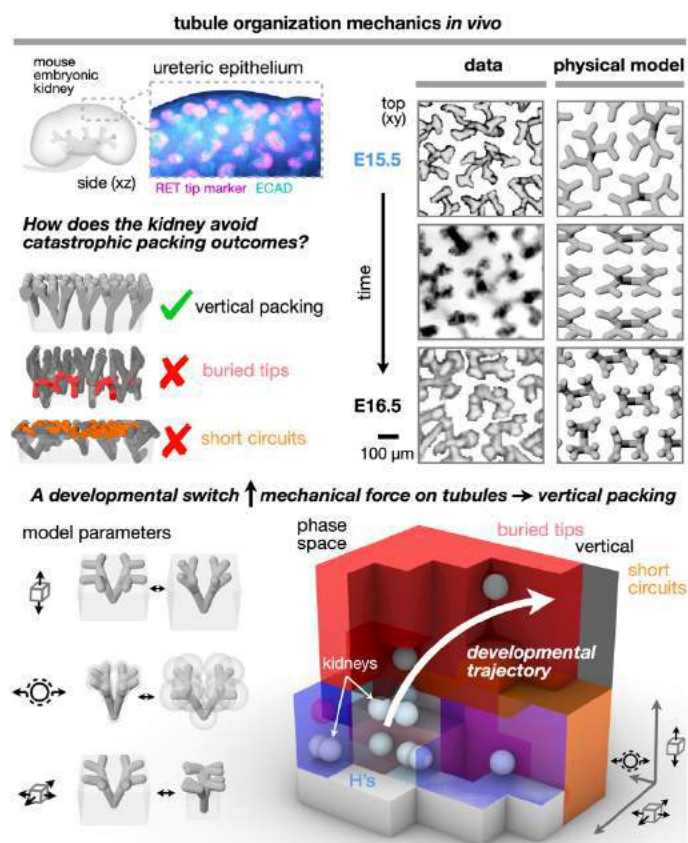 tubule organization mechanics in vivo
mouse
embryonic
kidney
ureteric epithelium
side (xz)
RET tip marker ECAD
How does the kidney avoid
catastrophic packing outcomes?
vertical packing
buried tips
short circuits
data
physical model
top
(xy)
E15.5
time
E16.5
100 µm
A developmental switch ↑ mechanical force on tubules → vertical packing
model parameters
phase
space
buried tips
vertical
short
circuits
kidneys
developmental
trajectory
H's